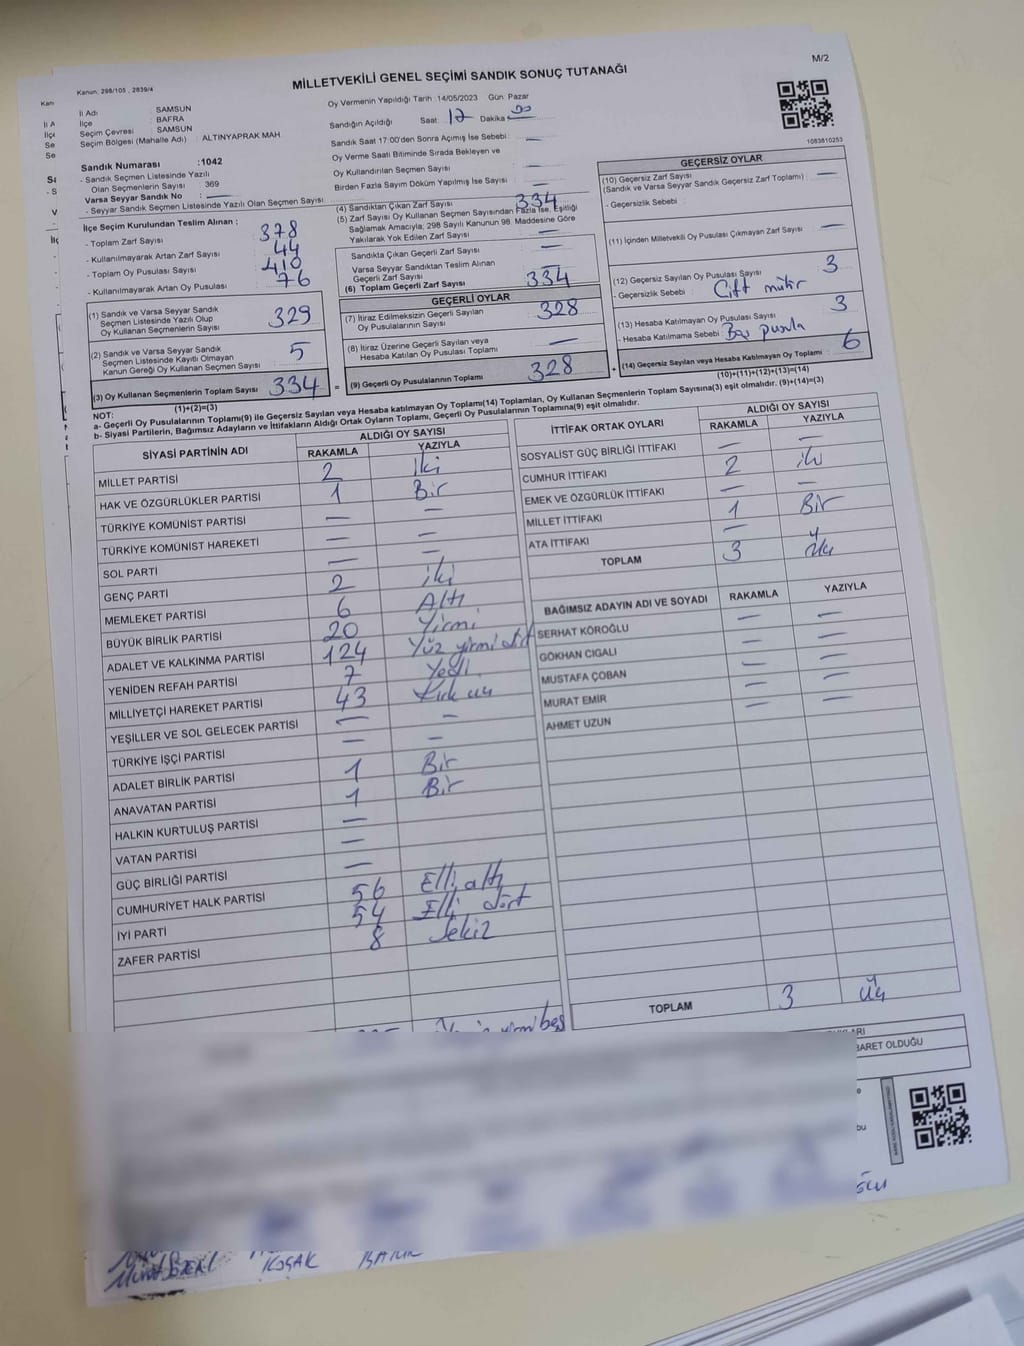 M/2
MİLLETVEKİLİ GENEL SEÇİMİ SANDIK SONUÇ TUTANAĞI
Kanun: 298/105 , 2839/4
İl Adı : SAMSUN
İlçe : BAFRA
Seçim Çevresi : SAMSUN
Seçim Bölgesi (Mahalle Adı) : ALTINYAPRAK MAH
Sandık Numarası :1042
- Sandık Seçmen Listesinde Yazılı
Olan Seçmenlerin Sayısı : 369
Varsa Seyyar Sandık No : —
- Seyyar Sandık Seçmen Listesinde Yazılı Olan Seçmen Sayısı
İlçe Seçim Kurulundan Teslim Alınan :
- Toplam Zarf Sayısı 378
- Kullanılmayarak Artan Zarf Sayısı 44
- Toplam Oy Pusulası Sayısı 410
- Kullanılmayarak Artan Oy Pusulası 76
(1) Sandık ve Varsa Seyyar Sandık
Seçmen Listesinde Yazılı Olup
Oy Kullanan Seçmenlerin Sayısı 329
(2) Sandık ve Varsa Seyyar Sandık
Seçmen Listesinde Kayıtlı Olmayan
Kanun Gereği Oy Kullanan Seçmen Sayısı 5
(3) Oy Kullanan Seçmenlerin Toplam Sayısı 334 =
(1)+(2)=(3)
Oy Vermenin Yapıldığı Tarih :14/05/2023 Gün: Pazar
Sandığın Açıldığı Saat 17 Dakika 00
Sandık Saat 17:00'den Sonra Açımış İse Sebebi : —
Oy Verme Saati Bitiminde Sırada Bekleyen ve
Oy Kullandırılan Seçmen Sayısı : —
Birden Fazla Sayım Döküm Yapılmış İse Sayısı : —
(4) Sandıktan Çıkan Zarf Sayısı 334
(5) Zarf Sayısı Oy Kullanan Seçmen Sayısından Fazla İse, Eşitliği
Sağlamak Amacıyla, 298 Sayılı Kanunun 98. Maddesine Göre
Yakılarak Yok Edilen Zarf Sayısı —
Sandıkta Çıkan Geçerli Zarf Sayısı —
Varsa Seyyar Sandıktan Teslim Alınan
Geçerli Zarf Sayısı —
(6) Toplam Geçerli Zarf Sayısı 334
GEÇERLİ OYLAR
(7) İtiraz Edilmeksizin Geçerli Sayılan
Oy Pusulalarının Sayısı 328
(8) İtiraz Üzerine Geçerli Sayılan veya
Hesaba Katılan Oy Pusulası Toplamı —
(9) Geçerli Oy Pusulalarının Toplamı 328 +
1083810253
GEÇERSİZ OYLAR
(10) Geçersiz Zarf Sayısı
(Sandık ve Varsa Seyyar Sandık Geçersiz Zarf Toplamı) : —
- Geçersizlik Sebebi :
(11) İçinden Milletvekili Oy Pusulası Çıkmayan Zarf Sayısı : —
(12) Geçersiz Sayılan Oy Pusulası Sayısı : 3
- Geçersizlik Sebebi : Çift mühür
(13) Hesaba Katılmayan Oy Pusulası Sayısı : 3
- Hesaba Katılmama Sebebi : Boş pusula
(14) Geçersiz Sayılan veya Hesaba Katılmayan Oy Toplamı : 6
(10)+(11)+(12)+(13)=(14)
NOT:
a- Geçerli Oy Pusulalarının Toplamı(9) ile Geçersiz Sayılan veya Hesaba katılmayan Oy Toplamı(14) Toplamları, Oy Kullanan Seçmenlerin Toplam Sayısına(3) eşit olmalıdır. (9)+(14)=(3)
b- Siyasi Partilerin, Bağımsız Adayların ve İttifakların Aldığı Ortak Oyların Toplamı, Geçerli Oy Pusulalarının Toplamına(9) eşit olmalıdır.
SİYASİ PARTİNİN ADI ALDIĞI OY SAYISI
RAKAMLA YAZIYLA
MİLLET PARTİSİ 2 iki
HAK VE ÖZGÜRLÜKLER PARTİSİ 1 Bir
TÜRKİYE KOMÜNİST PARTİSİ — —
TÜRKİYE KOMÜNİST HAREKETİ — —
SOL PARTİ — —
GENÇ PARTİ 2 iki
MEMLEKET PARTİSİ 6 Altı
BÜYÜK BİRLİK PARTİSİ 20 Yirmi
ADALET VE KALKINMA PARTİSİ 124 Yüz yirmi dört
YENİDEN REFAH PARTİSİ 7 Yedi
MİLLİYETÇİ HAREKET PARTİSİ 43 Kırk üç
YEŞİLLER VE SOL GELECEK PARTİSİ — —
TÜRKİYE İŞÇİ PARTİSİ — —
ADALET BİRLİK PARTİSİ 1 Bir
ANAVATAN PARTİSİ 1 Bir
HALKIN KURTULUŞ PARTİSİ —
VATAN PARTİSİ —
GÜÇ BİRLİĞİ PARTİSİ —
CUMHURİYET HALK PARTİSİ 56 Elli altı
İYİ PARTİ 54 Elli dört
ZAFER PARTİSİ 8 Sekiz
yirmi beş
İTTİFAK ORTAK OYLARI ALDIĞI OY SAYISI
RAKAMLA YAZIYLA
SOSYALİST GÜÇ BİRLİĞİ İTTİFAKI — —
CUMHUR İTTİFAKI 2 iki
EMEK VE ÖZGÜRLÜK İTTİFAKI — —
MİLLET İTTİFAKI 1 Bir
ATA İTTİFAKI —
TOPLAM 3 üç
BAĞIMSIZ ADAYIN ADI VE SOYADI RAKAMLA YAZIYLA
SERHAT KÖROĞLU — —
GÖKHAN CIGALI — —
MUSTAFA ÇOBAN — —
MURAT EMİR — —
AHMET UZUN — —
TOPLAM 3 üç
BARET OLDUĞU
KOŞAK